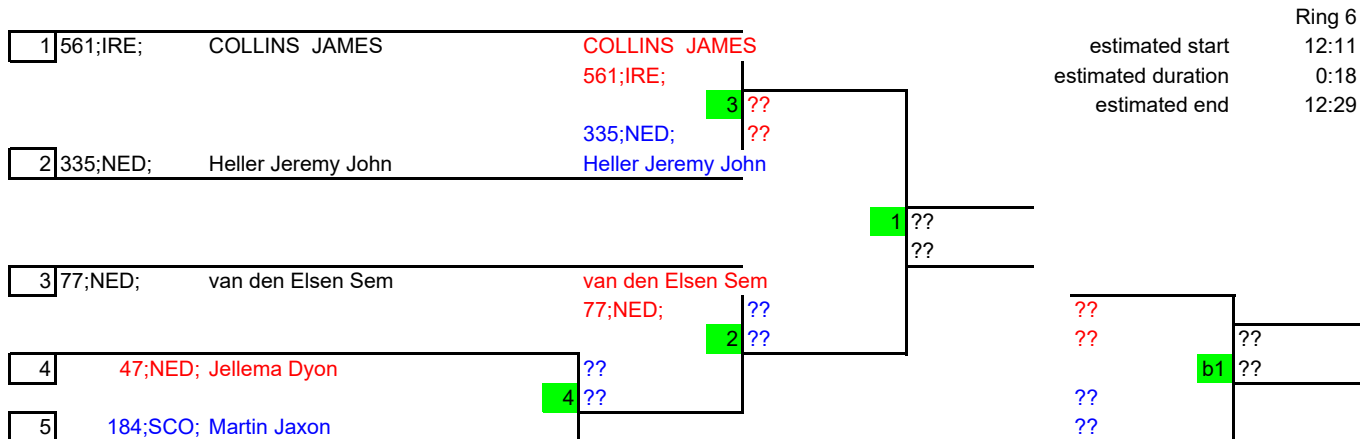 Ring 6
1 561;IRE; COLLINS  JAMES COLLINS  JAMES estimated start 12:11
561;IRE; estimated duration 0:18
3 ?? estimated end 12:29
335;NED; ??
2 335;NED; Heller Jeremy John Heller Jeremy John
1 ??
??
3 77;NED; van den Elsen Sem van den Elsen Sem
77;NED; ?? ??
2 ?? ?? ??
4 47;NED; Jellema Dyon ?? b1 ??
4 ?? ??
5 184;SCO; Martin Jaxon ??